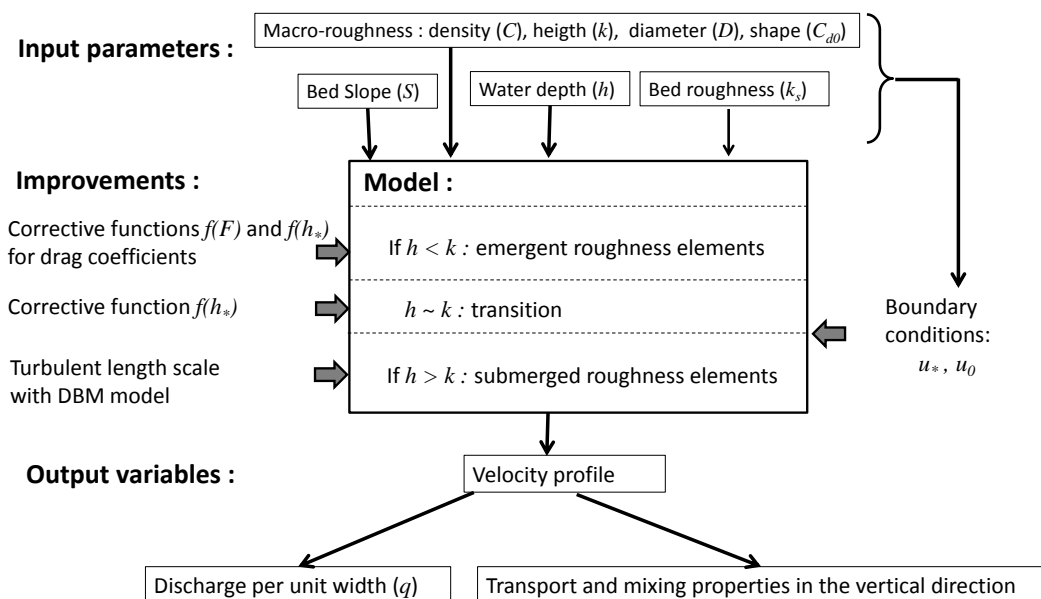 Input parameters :
Macro-roughness : density (C), heigth (k), diameter (D), shape (Cd0)
Bed Slope (S)
Water depth (h)
Bed roughness (ks)
Improvements :
Model :
Corrective functions f(F) and f(h*)
for drag coefficients
If h < k : emergent roughness elements
Corrective function f(h*)
h ~ k : transition
Turbulent length scale
with DBM model
If h > k : submerged roughness elements
Boundary
conditions:
u* , u0
Output variables :
Velocity profile
Discharge per unit width (q)
Transport and mixing properties in the vertical direction